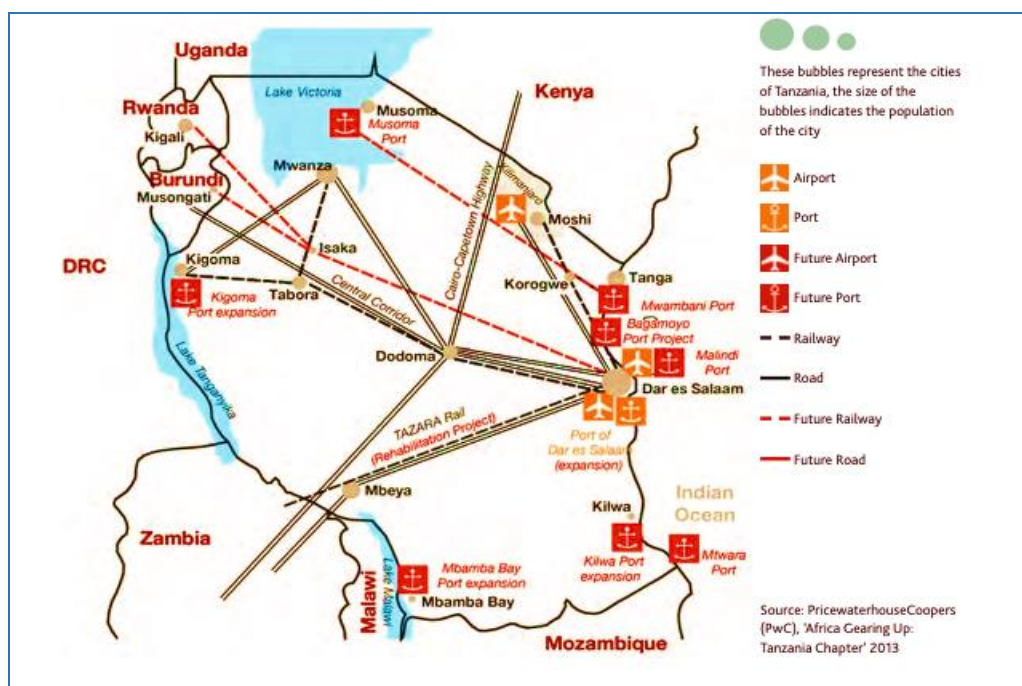 Uganda
Lake Victoria
Kenya
Rwanda
Kigali
Musoma
Musoma
Port
Mwanza
Burundi
Musongati
Cairo-Capetown Highway
Kilimanjaro
Moshi
DRC
Kigoma
Isaka
Kigoma
Port expansion
Tabora
Central Corridor
Korogwe
Tanga
Mwambani Port
Bagamoyo
Port Project
Dodoma
Malindi
Port
Dar es Salaam
Lake Tanganyika
TAZARA Rail
(Rehabilitation Project)
Port of
Dar es Salaam
(expansion)
Mbeya
Zambia
Kilwa
Indian
Ocean
Kilwa Port
expansion
Mtwara
Port
Malawi
Lake Malawi
Mbamba Bay
Port expansion
Mbamba Bay
Mozambique
These bubbles represent the cities
of Tanzania, the size of the
bubbles indicates the population
of the city
Airport
Port
Future Airport
Future Port
Railway
Road
Future Railway
Future Road
Source: PricewaterhouseCoopers
(PwC), 'Africa Gearing Up:
Tanzania Chapter' 2013